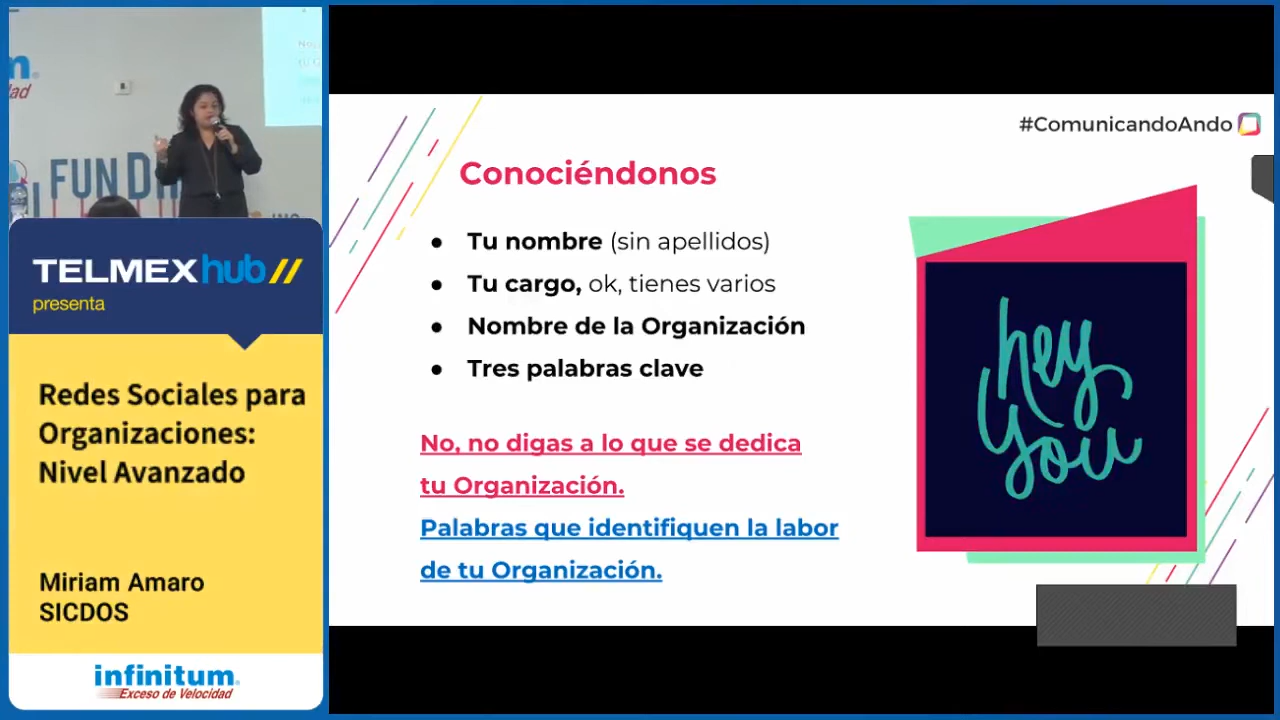 m.
dad
FUN D
TELMEXhub//
presenta
Redes Sociales para
Organizaciones:
Nivel Avanzado
Miriam Amaro
SICDOS
infinitum.
Exceso de Velocidad
#ComunicandoAndo
Conociéndonos
● Tu nombre (sin apellidos)
● Tu cargo, ok, tienes varios
● Nombre de la Organización
● Tres palabras clave
No, no digas a lo que se dedica
tu Organización.
Palabras que identifiquen la labor
de tu Organización.
hey
you